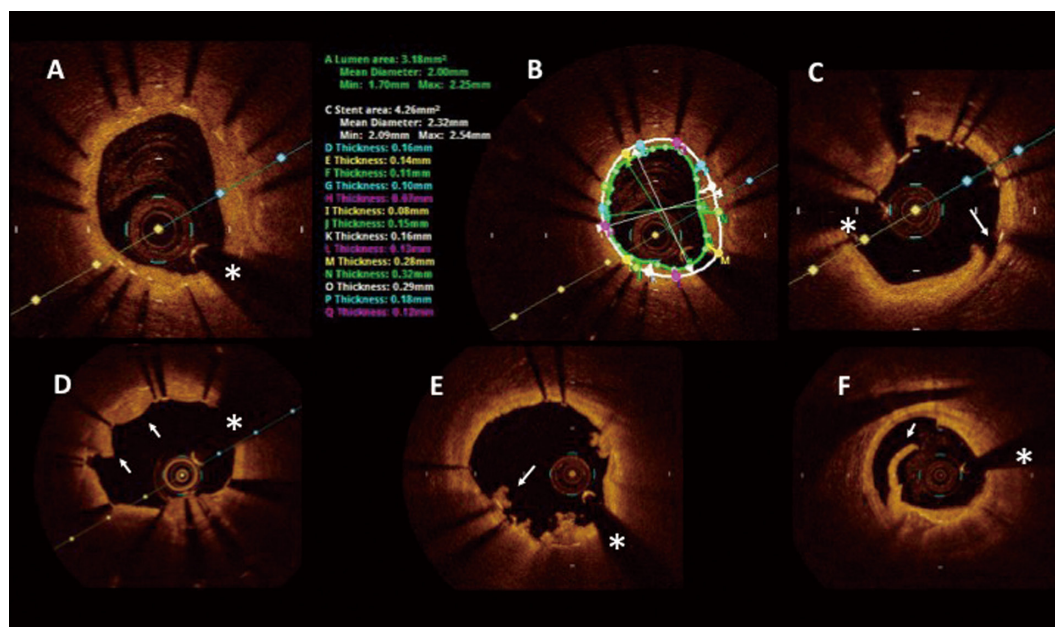 A
A Lumen area: 3.18mm²
Mean Diameter: 2.00mm
Min: 1.70mm Max: 2.25mm
C Stent area: 4.26mm²
Mean Diameter: 2.32mm
Min: 2.09mm Max: 2.54mm
D Thickness: 0.16mm
E Thickness: 0.14mm
F Thickness: 0.11mm
G Thickness: 0.10mm
H Thickness: 0.07mm
I Thickness: 0.08mm
J Thickness: 0.15mm
K Thickness: 0.16mm
L Thickness: 0.13mm
M Thickness: 0.28mm
N Thickness: 0.32mm
O Thickness: 0.29mm
P Thickness: 0.18mm
Q Thickness: 0.12mm
B
M
C
*
*
D
*
E
*
F
*